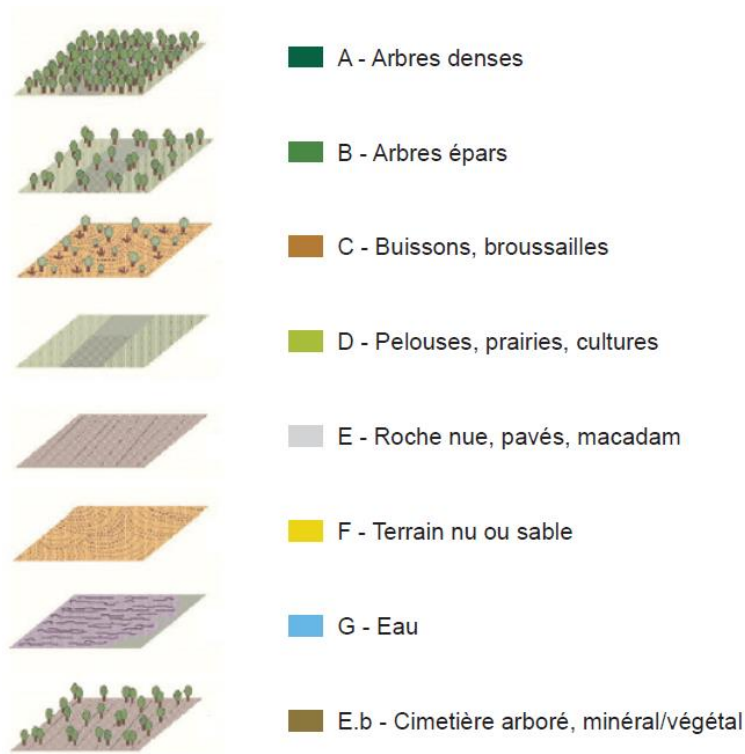 A - Arbres denses
B - Arbres épars
C - Buissons, broussailles
D - Pelouses, prairies, cultures
E - Roche nue, pavés, macadam
F - Terrain nu ou sable
G - Eau
E.b - Cimetière arboré, minéral/végétal